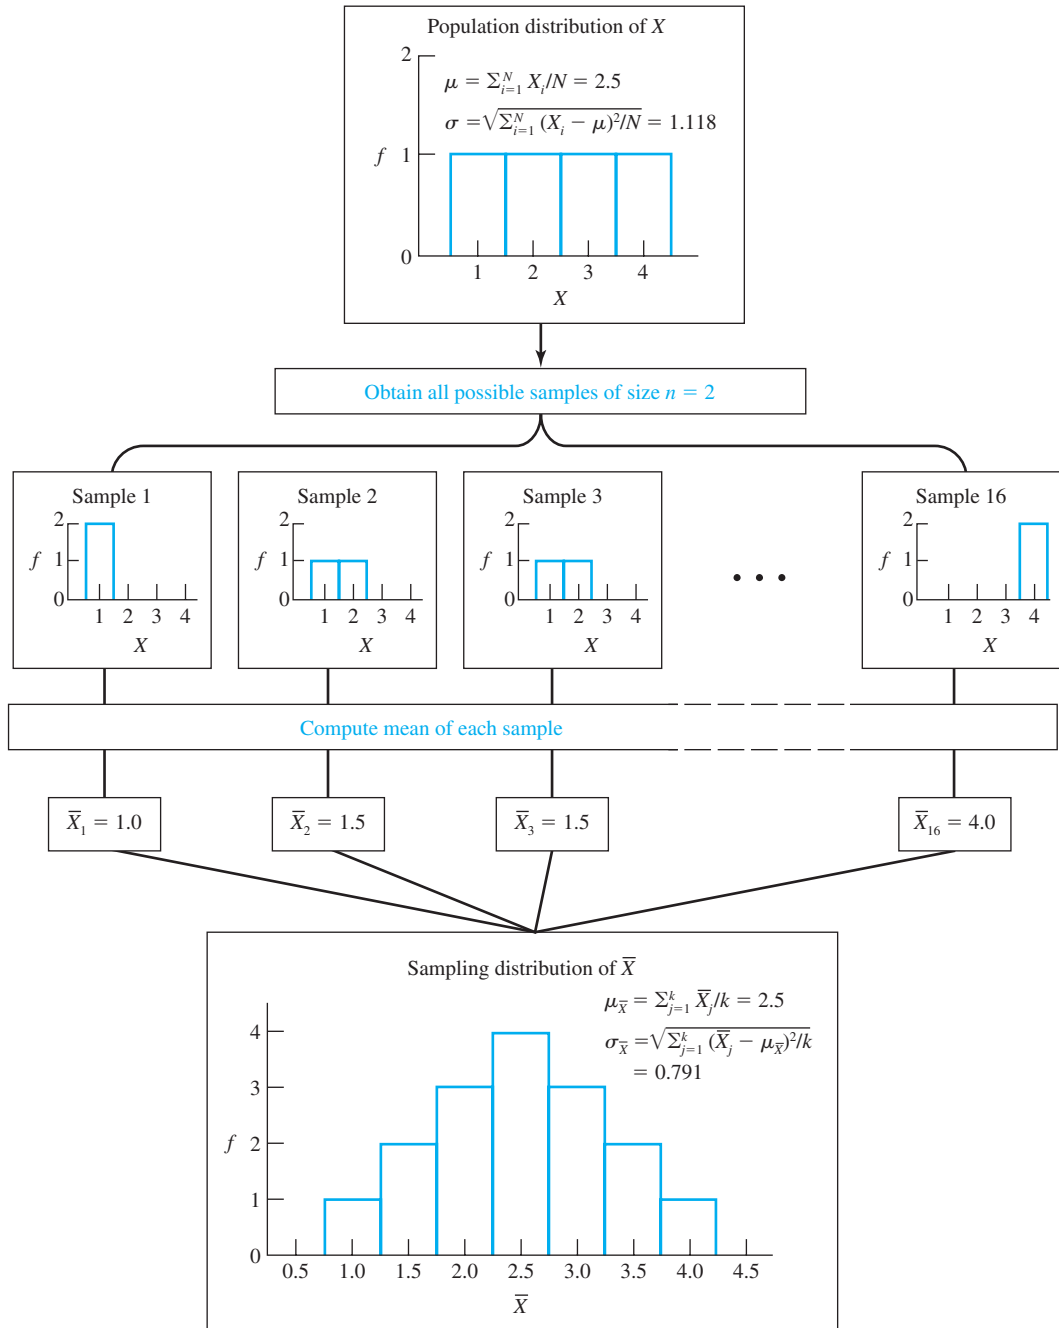 Population distribution of X
μ = Σ_{i=1}^{N} X_i/N = 2.5
σ = √(Σ_{i=1}^{N} (X_i − μ)²/N) = 1.118
2
f 1
0
1 2 3 4
X
Obtain all possible samples of size n = 2
Sample 1
2
f 1
0
1 2 3 4
X
Sample 2
2
f 1
0
1 2 3 4
X
Sample 3
2
f 1
0
1 2 3 4
X
• • •
Sample 16
2
f 1
0
1 2 3 4
X
Compute mean of each sample
X̅_1 = 1.0
X̅_2 = 1.5
X̅_3 = 1.5
X̅_16 = 4.0
Sampling distribution of X̅
μ_X̅ = Σ_{j=1}^{k} X̅_j/k = 2.5
σ_X̅ = √(Σ_{j=1}^{k} (X̅_j − μ_X̅)²/k)
= 0.791
4
3
f 2
1
0
0.5 1.0 1.5 2.0 2.5 3.0 3.5 4.0 4.5
X̅